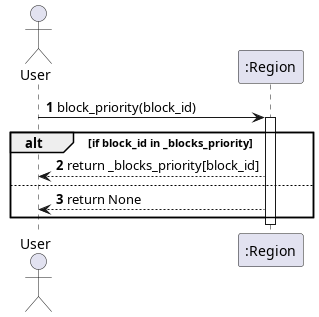 User
:Region
1 block_priority(block_id)
alt [if block_id in _blocks_priority]
2 return _blocks_priority[block_id]
3 return None
User
:Region